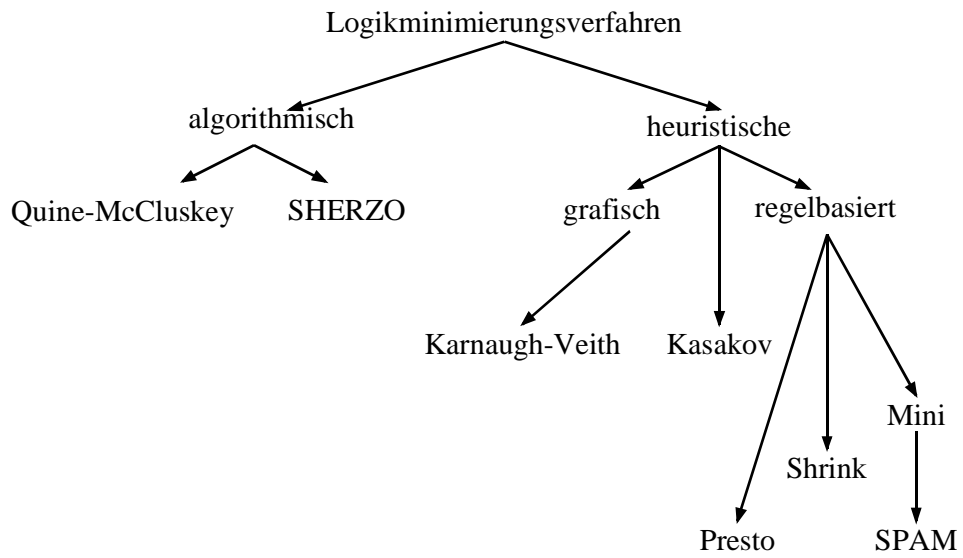 Logikminimierungsverfahren
algorithmisch
heuristische
Quine-McCluskey
SHERZO
grafisch
regelbasiert
Karnaugh-Veith
Kasakov
Mini
Shrink
Presto
SPAM